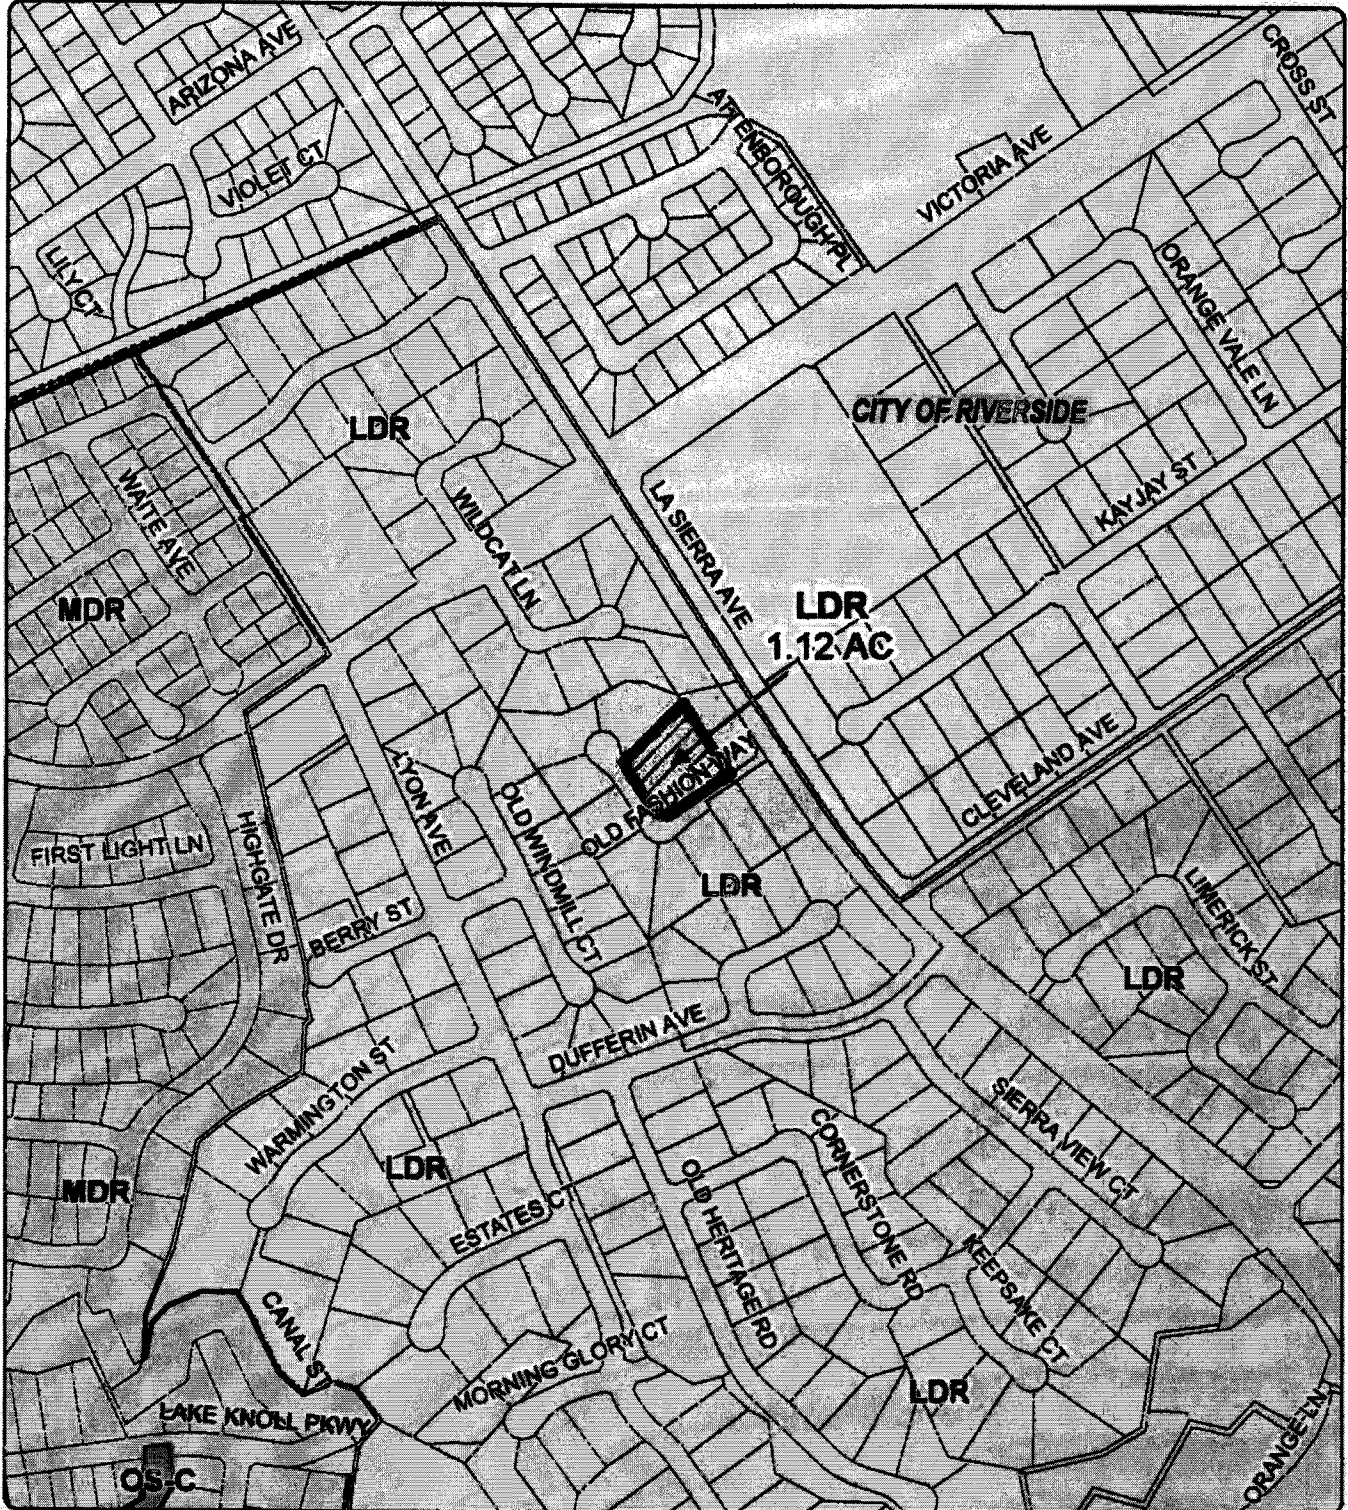 ARIZONA AVE
CROSS ST
ATTENBOROUGH PL
VICTORIA AVE
VIOLET CT
LILY CT
ORANGE VALE LN
CITY OF RIVERSIDE
LDR
WAITE AVE
WILDCAT LN
LA SIERRA AVE
KAYJAY ST
MDR
LDR
1.12 AC
OLD FASHION WAY
LYON AVE
OLD WINDMILL CT
CLEVELAND AVE
FIRST LIGHT LN
HIGHGATE DR
LDR
LIMERICK ST
BERRY ST
LDR
DUFFERIN AVE
WARMINGTON ST
SIERRA VIEW CT
CORNERSTONE RD
LDR
MDR
OLD HERITAGE RD
ESTATES C
KEEPSAKE CT
CANAL ST
MORNING GLORY CT
LDR
LAKE KNOLL PKWY
ORANGE LN
OS-C